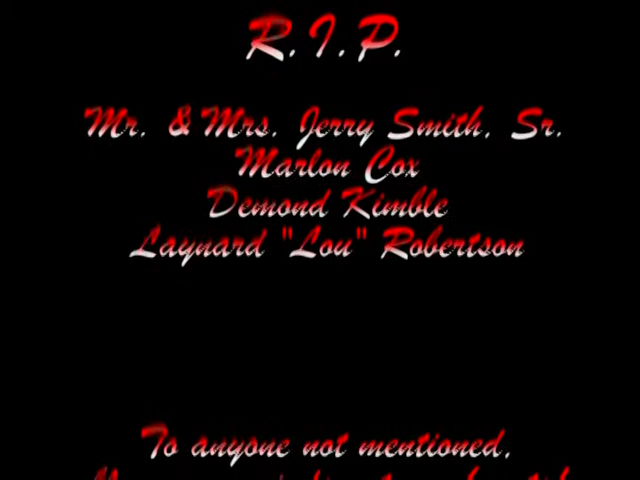 R.I.P.
Mr. & Mrs. Jerry Smith, Sr.
Marlon Cox
Demond Kimble
Laynard "Lou" Robertson
To anyone not mentioned,